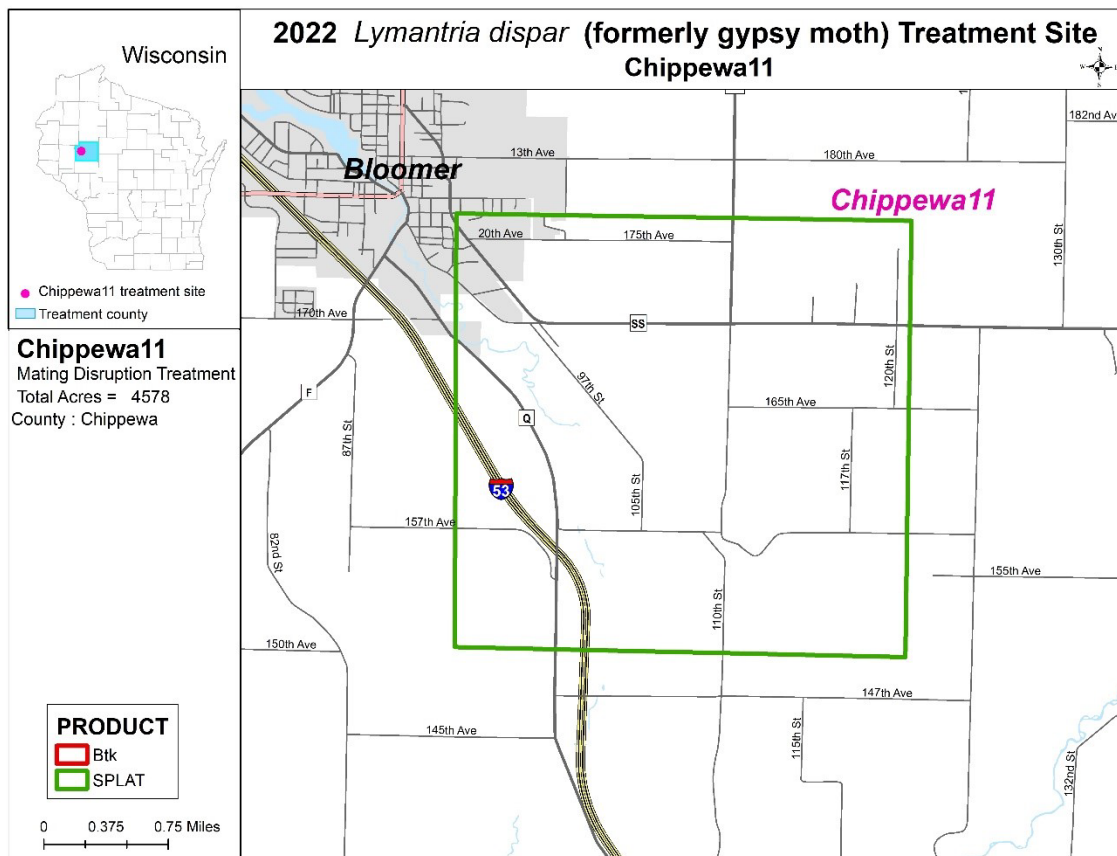 2022 Lymantria dispar (formerly gypsy moth) Treatment Site
Chippewa11
N
W
E
S
Wisconsin
Chippewa11 treatment site
Treatment county
Chippewa11
Mating Disruption Treatment
Total Acres = 4578
County : Chippewa
PRODUCT
Btk
SPLAT
0 0.375 0.75 Miles
182nd Av
13th Ave
180th Ave
Bloomer
Chippewa11
20th Ave
175th Ave
130th St
170th Ave
SS
97th St
120th St
F
Q
165th Ave
87th St
117th St
53
105th St
157th Ave
82nd St
155th Ave
110th St
150th Ave
147th Ave
145th Ave
115th St
132nd St